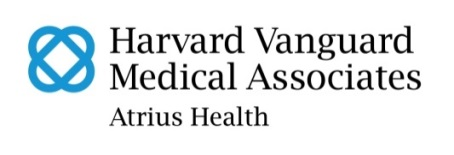 Harvard Vanguard
Medical Associates
Atrius Health